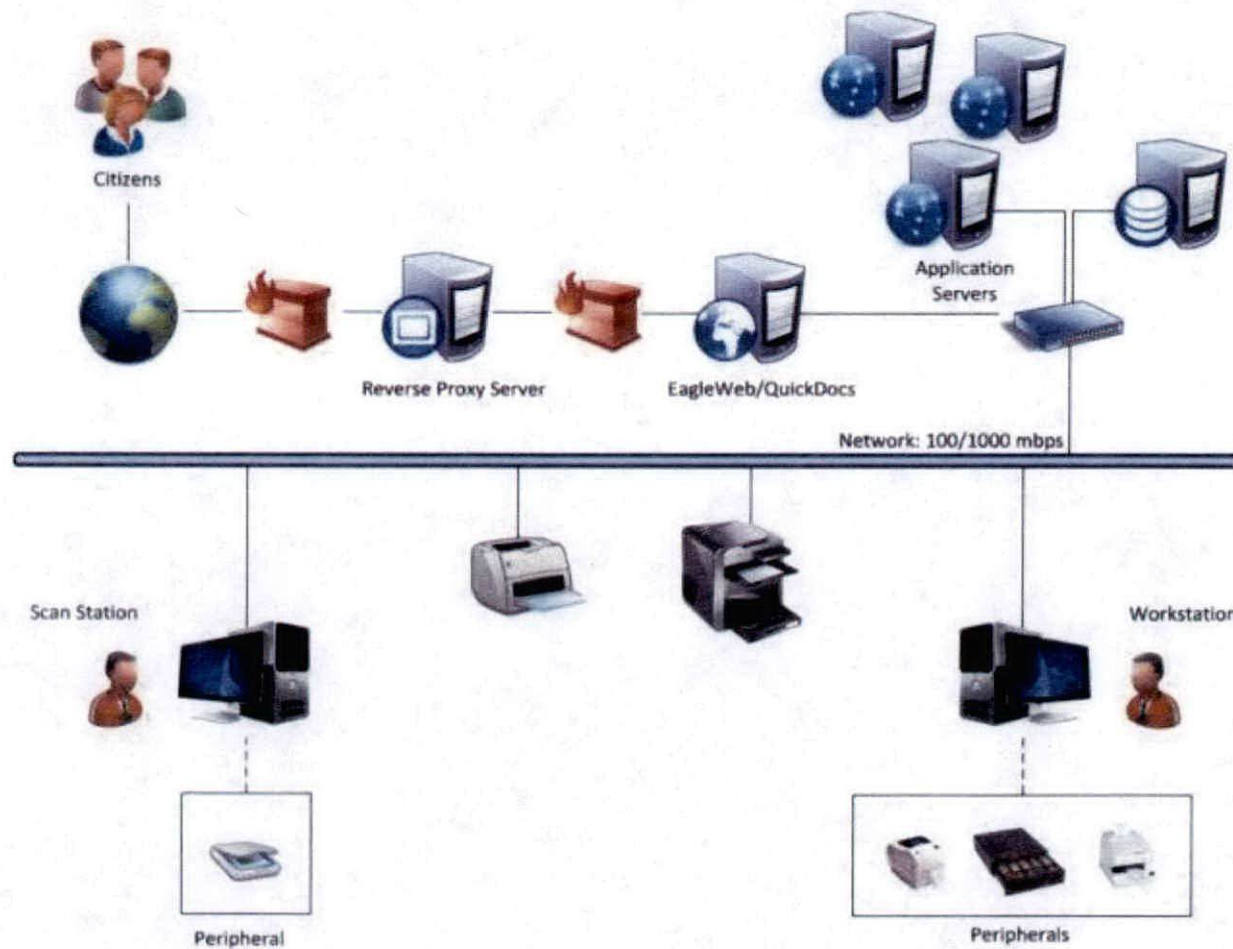 Citizens
Application
Servers
Reverse Proxy Server
EagleWeb/QuickDocs
Network: 100/1000 mbps
Scan Station
Workstation
Peripheral
Peripherals